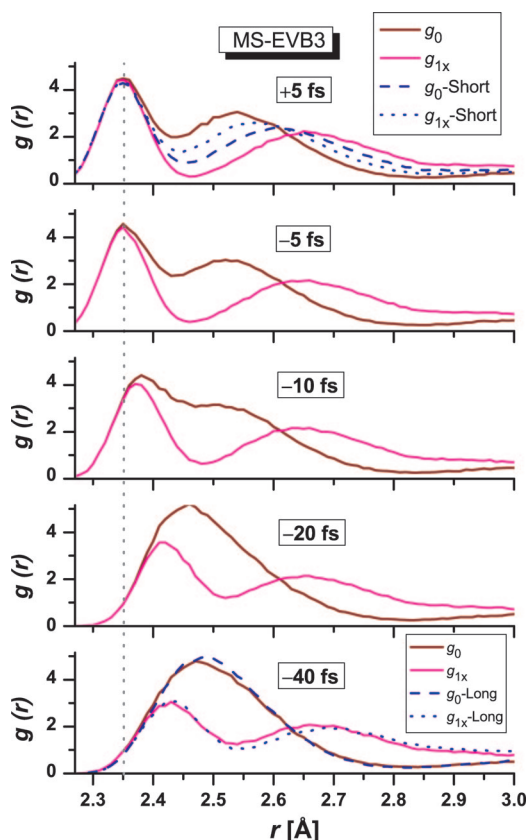 MS-EVB3
g0
g1x
g0-Short
g1x-Short
+5 fs
g (r)
4
2
0
−5 fs
g (r)
4
2
0
−10 fs
g (r)
4
2
0
−20 fs
g (r)
4
2
0
−40 fs
g0
g1x
g0-Long
g1x-Long
g (r)
4
2
0
2.3 2.4 2.5 2.6 2.7 2.8 2.9 3.0
r [Å]